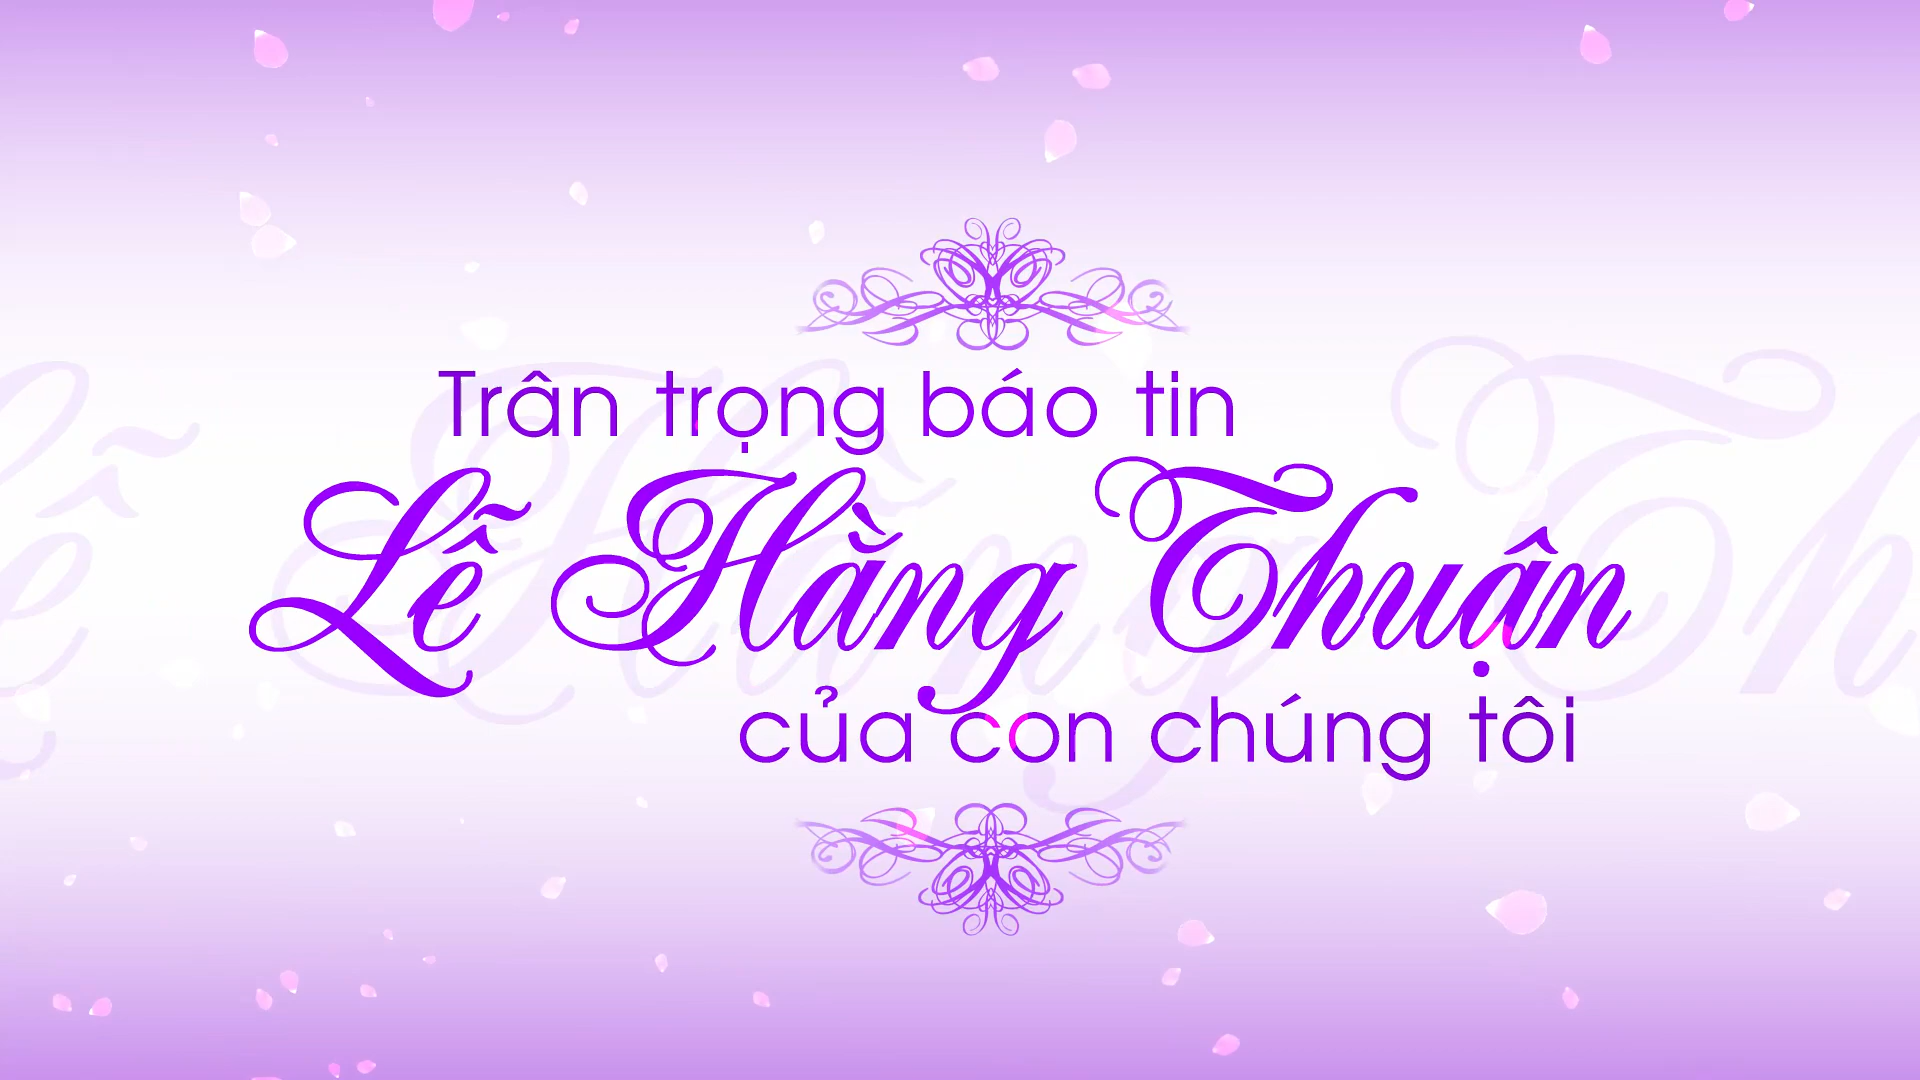 Trân trọng báo tin
Lễ Hằng Thuận
của con chúng tôi